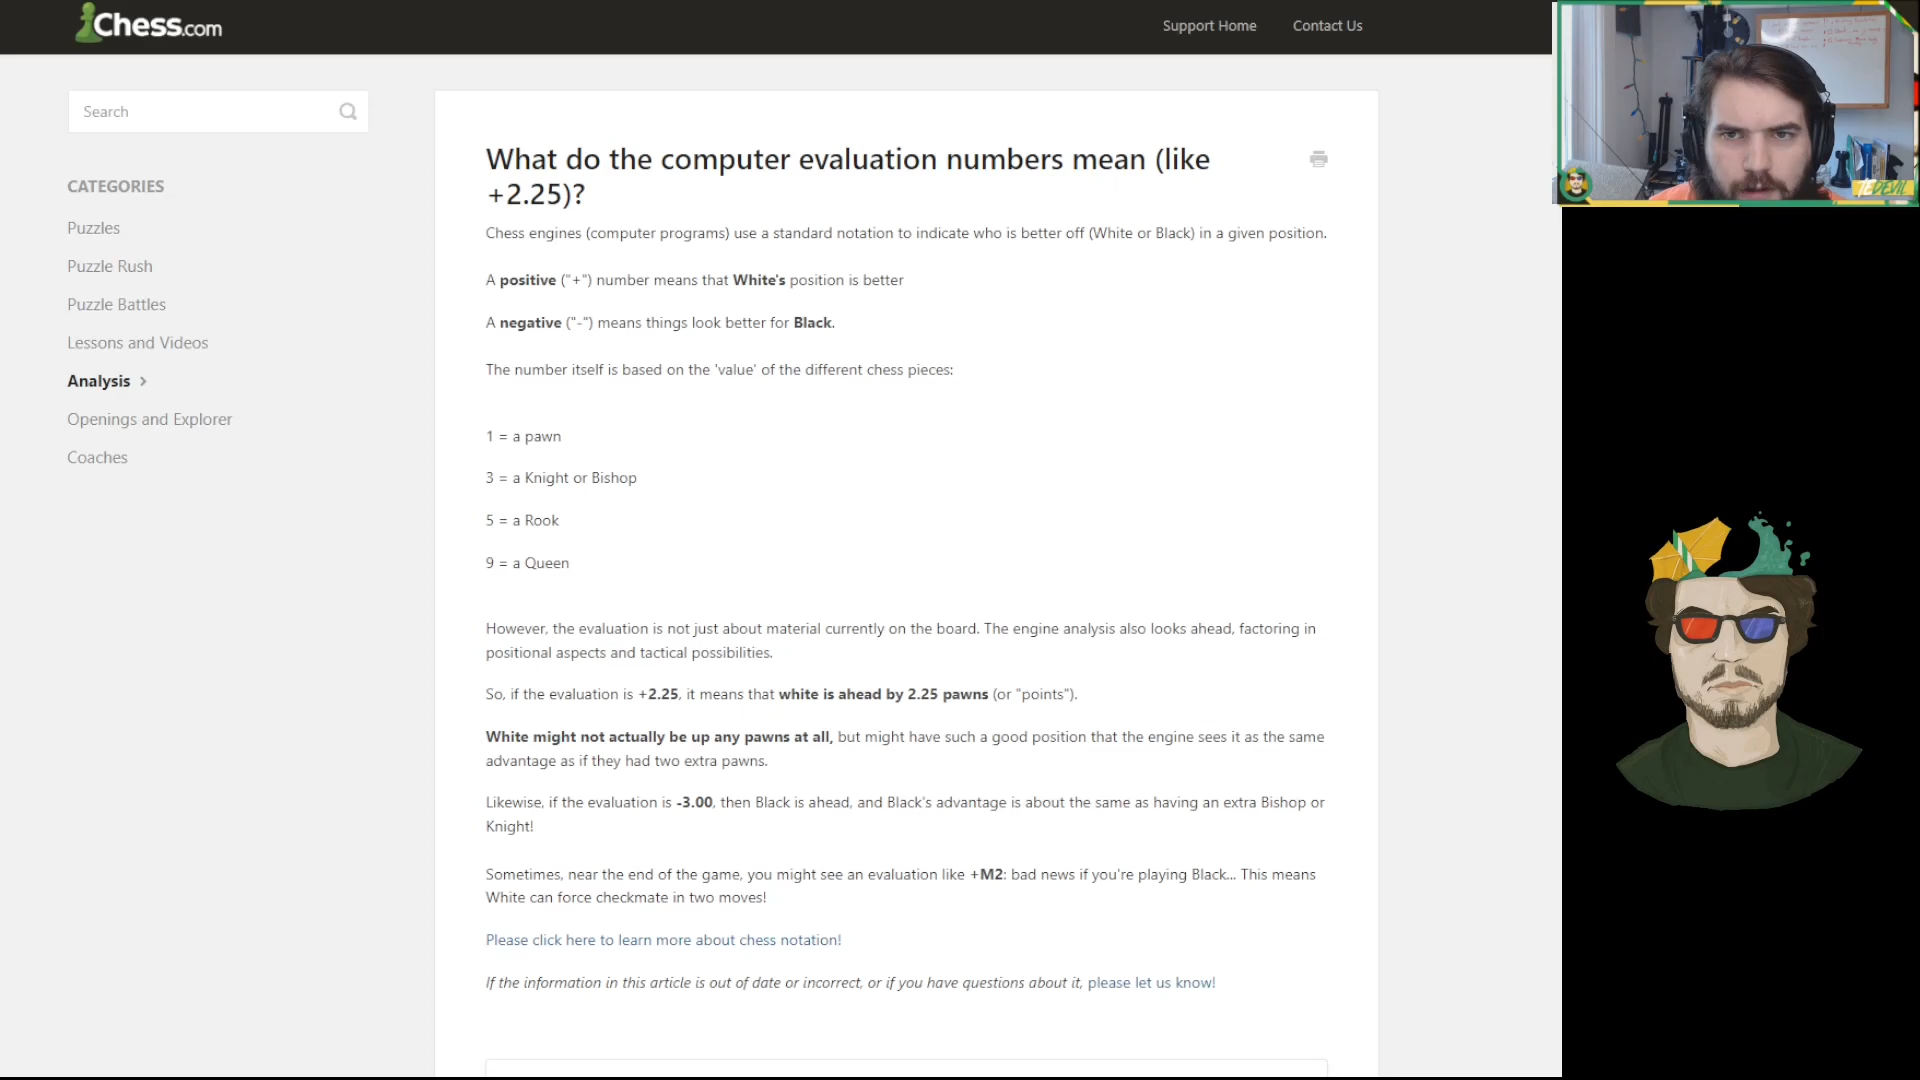 Chess.com
Support Home
Contact Us
Search
CATEGORIES
Puzzles
Puzzle Rush
Puzzle Battles
Lessons and Videos
Analysis
Openings and Explorer
Coaches
What do the computer evaluation numbers mean (like
+2.25)?
Chess engines (computer programs) use a standard notation to indicate who is better off (White or Black) in a given position.
A positive ("+") number means that White's position is better
A negative ("-") means things look better for Black.
The number itself is based on the 'value' of the different chess pieces:
1 = a pawn
3 = a Knight or Bishop
5 = a Rook
9 = a Queen
However, the evaluation is not just about material currently on the board. The engine analysis also looks ahead, factoring in
positional aspects and tactical possibilities.
So, if the evaluation is +2.25, it means that white is ahead by 2.25 pawns (or "points").
White might not actually be up any pawns at all, but might have such a good position that the engine sees it as the same
advantage as if they had two extra pawns.
Likewise, if the evaluation is -3.00, then Black is ahead, and Black's advantage is about the same as having an extra Bishop or
Knight!
Sometimes, near the end of the game, you might see an evaluation like +M2: bad news if you're playing Black... This means
White can force checkmate in two moves!
Please click here to learn more about chess notation!
If the information in this article is out of date or incorrect, or if you have questions about it, please let us know!